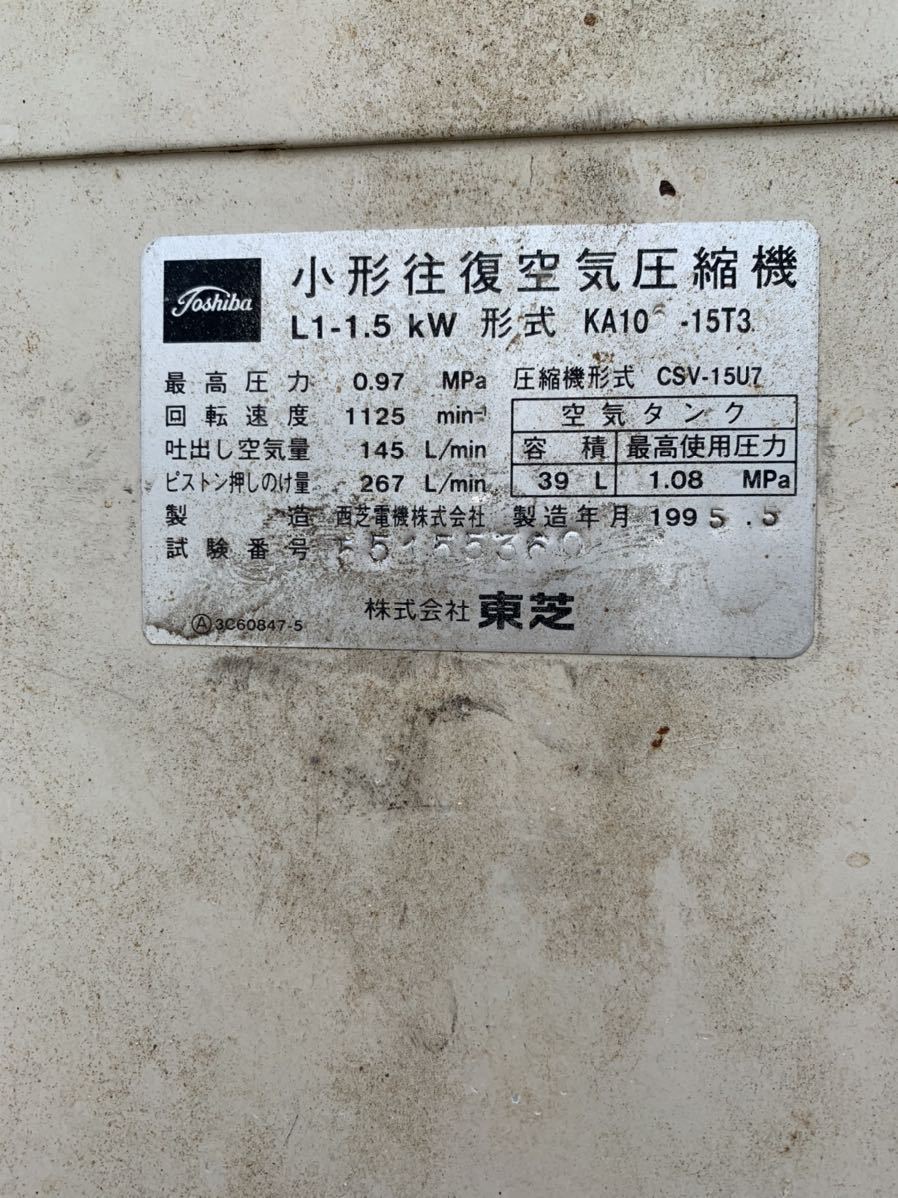 Toshiba
小形往復空気圧縮機
L1-1.5 kW 形式 KA106 -15T3
最高圧力 0.97 MPa 圧縮機形式 CSV-15U7
回転速度 1125 min-1
空気タンク
吐出し空気量 145 L/min
容積 最高使用圧力
ピストン押しのけ量 267 L/min
39 L 1.08 MPa
製造 西芝電機株式会社 製造年月 1995.5
試験番号
株式会社 東芝
Ⓐ3C60847-5